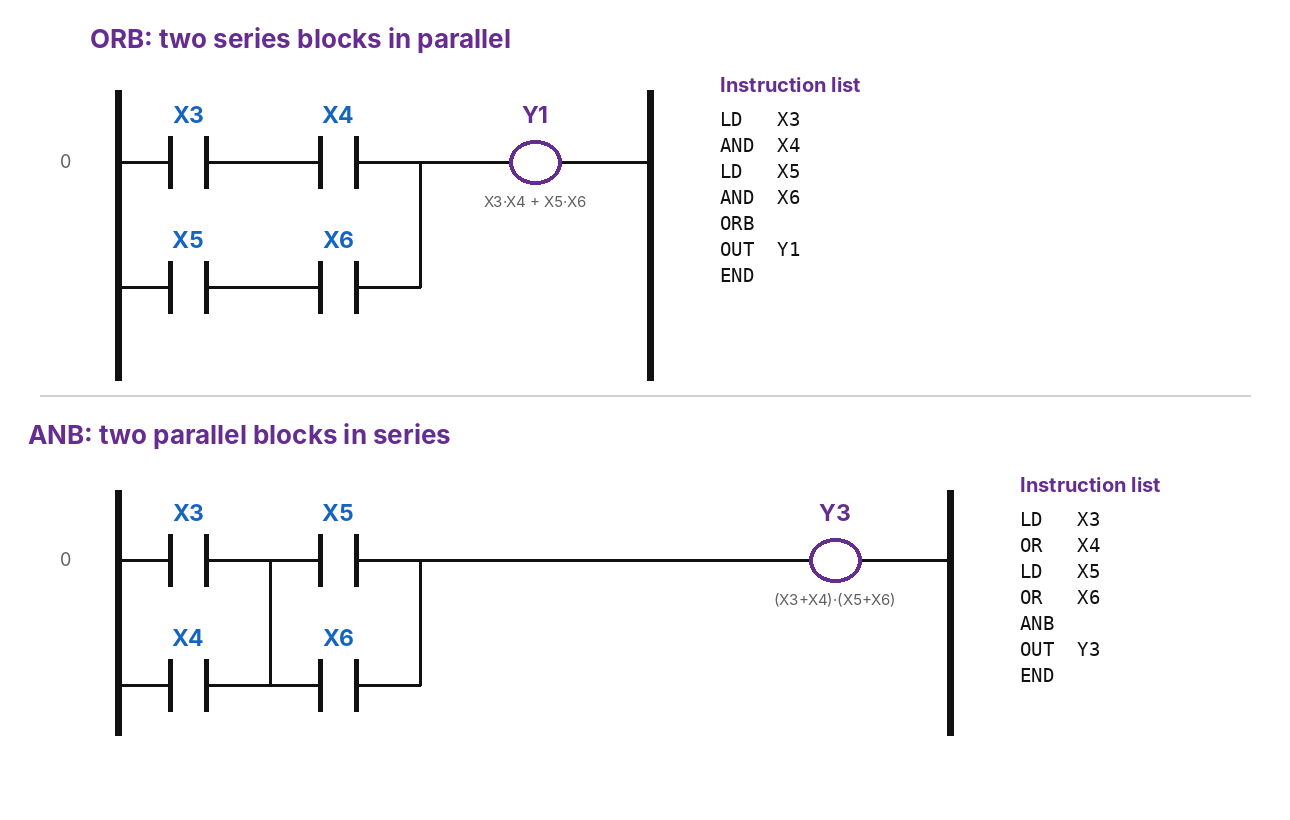 ORB: two series blocks in parallel
X3 X4 Y1
0
X3·X4 + X5·X6
X5 X6
Instruction list
LD X3
AND X4
LD X5
AND X6
ORB
OUT Y1
END
ANB: two parallel blocks in series
X3 X5 Y3
0
(X3+X4)·(X5+X6)
X4 X6
Instruction list
LD X3
OR X4
LD X5
OR X6
ANB
OUT Y3
END